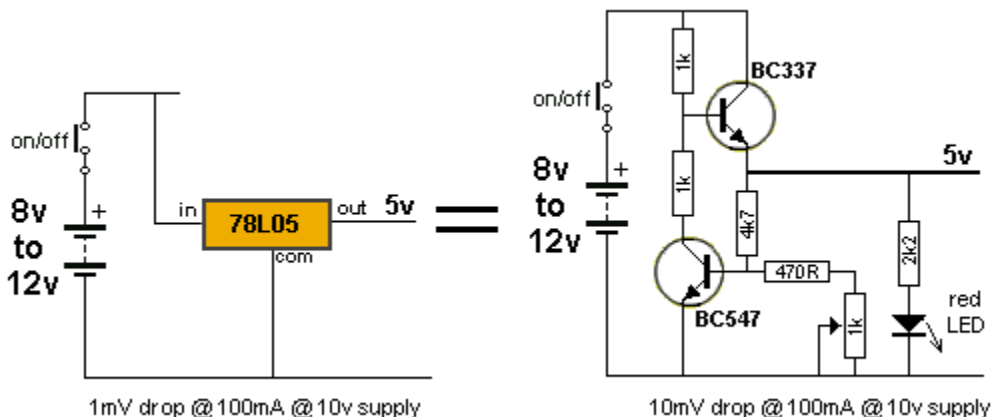 on/off
8v
to
12v
+
in
78L05
out
5v
com
1mV drop @ 100mA @ 10v supply
on/off
8v
to
12v
+
1k
BC337
1k
5v
4k7
470R
BC547
1k
2k2
red
LED
10mV drop @ 100mA @ 10v supply